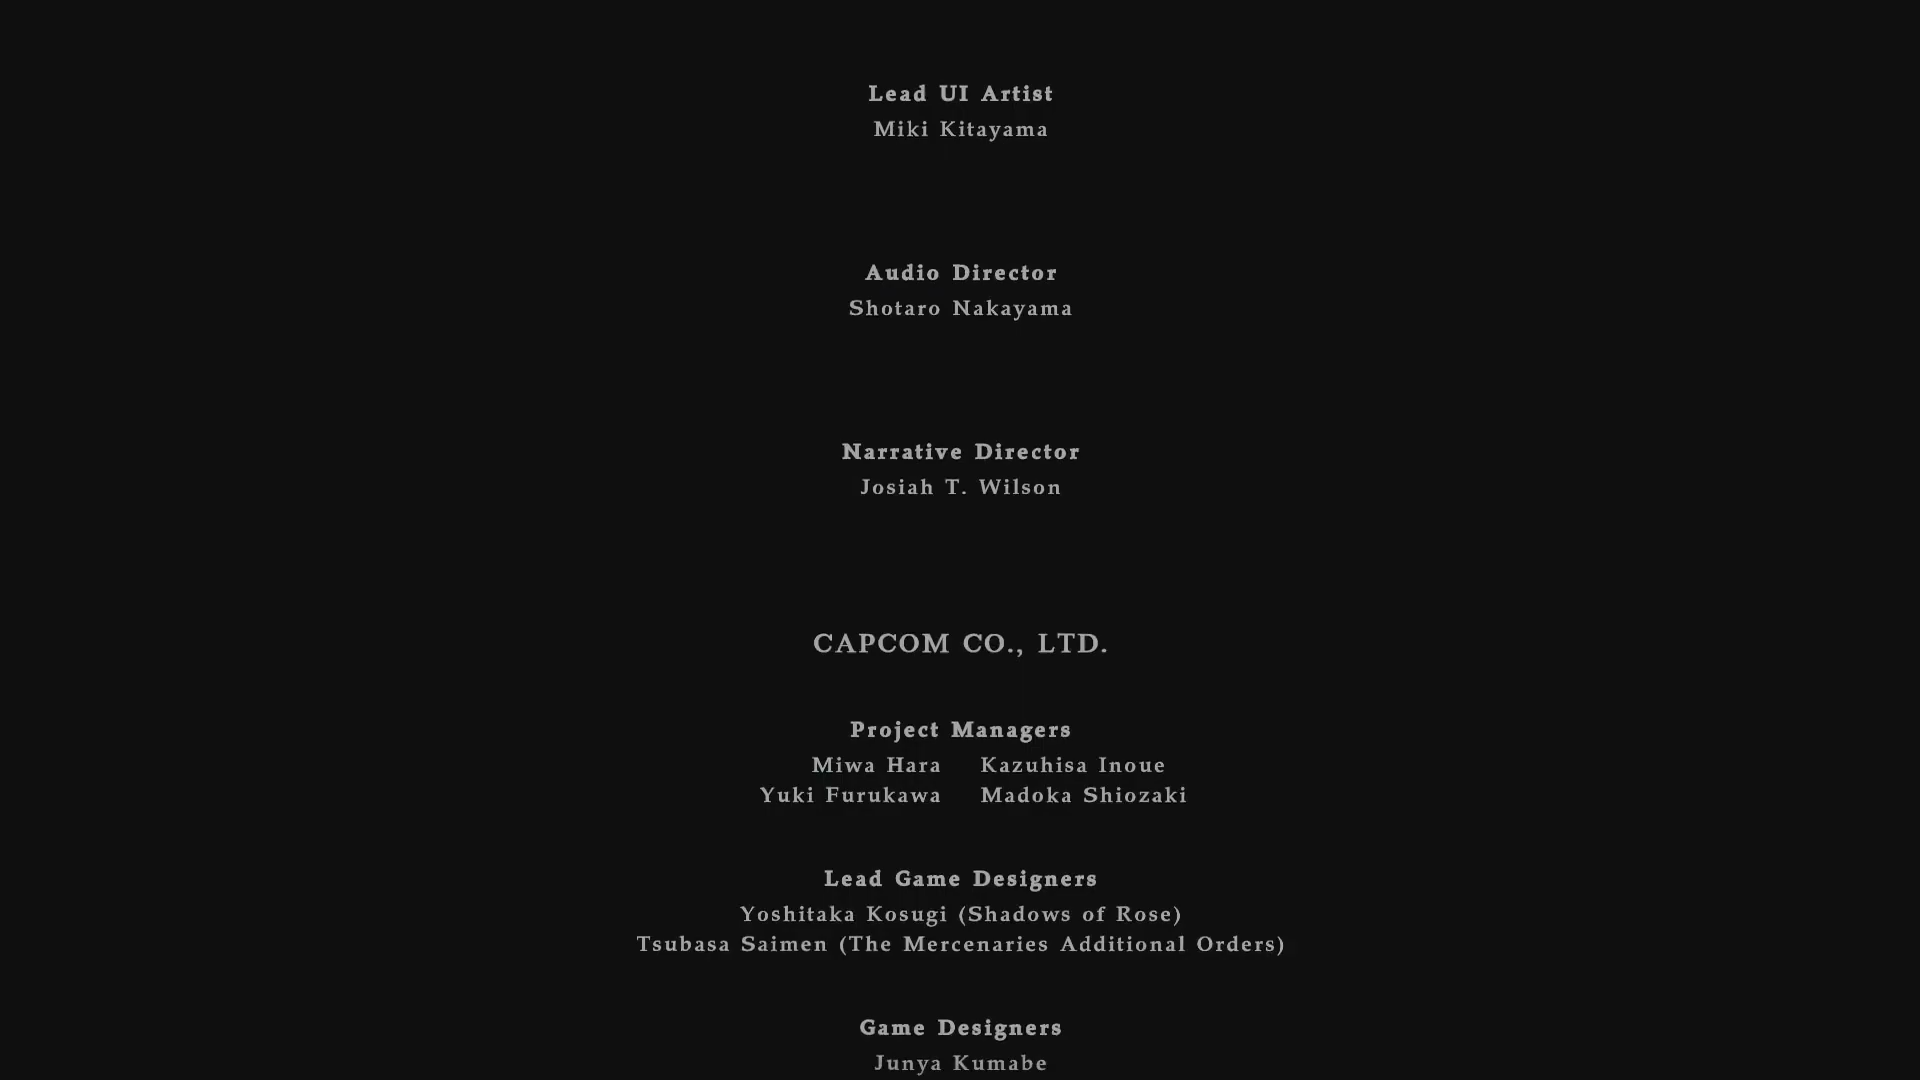 Lead UI Artist
Miki Kitayama
Audio Director
Shotaro Nakayama
Narrative Director
Josiah T. Wilson
CAPCOM CO., LTD.
Project Managers
Miwa Hara Kazuhisa Inoue
Yuki Furukawa Madoka Shiozaki
Lead Game Designers
Yoshitaka Kosugi (Shadows of Rose)
Tsubasa Saimen (The Mercenaries Additional Orders)
Game Designers
Junya Kumabe